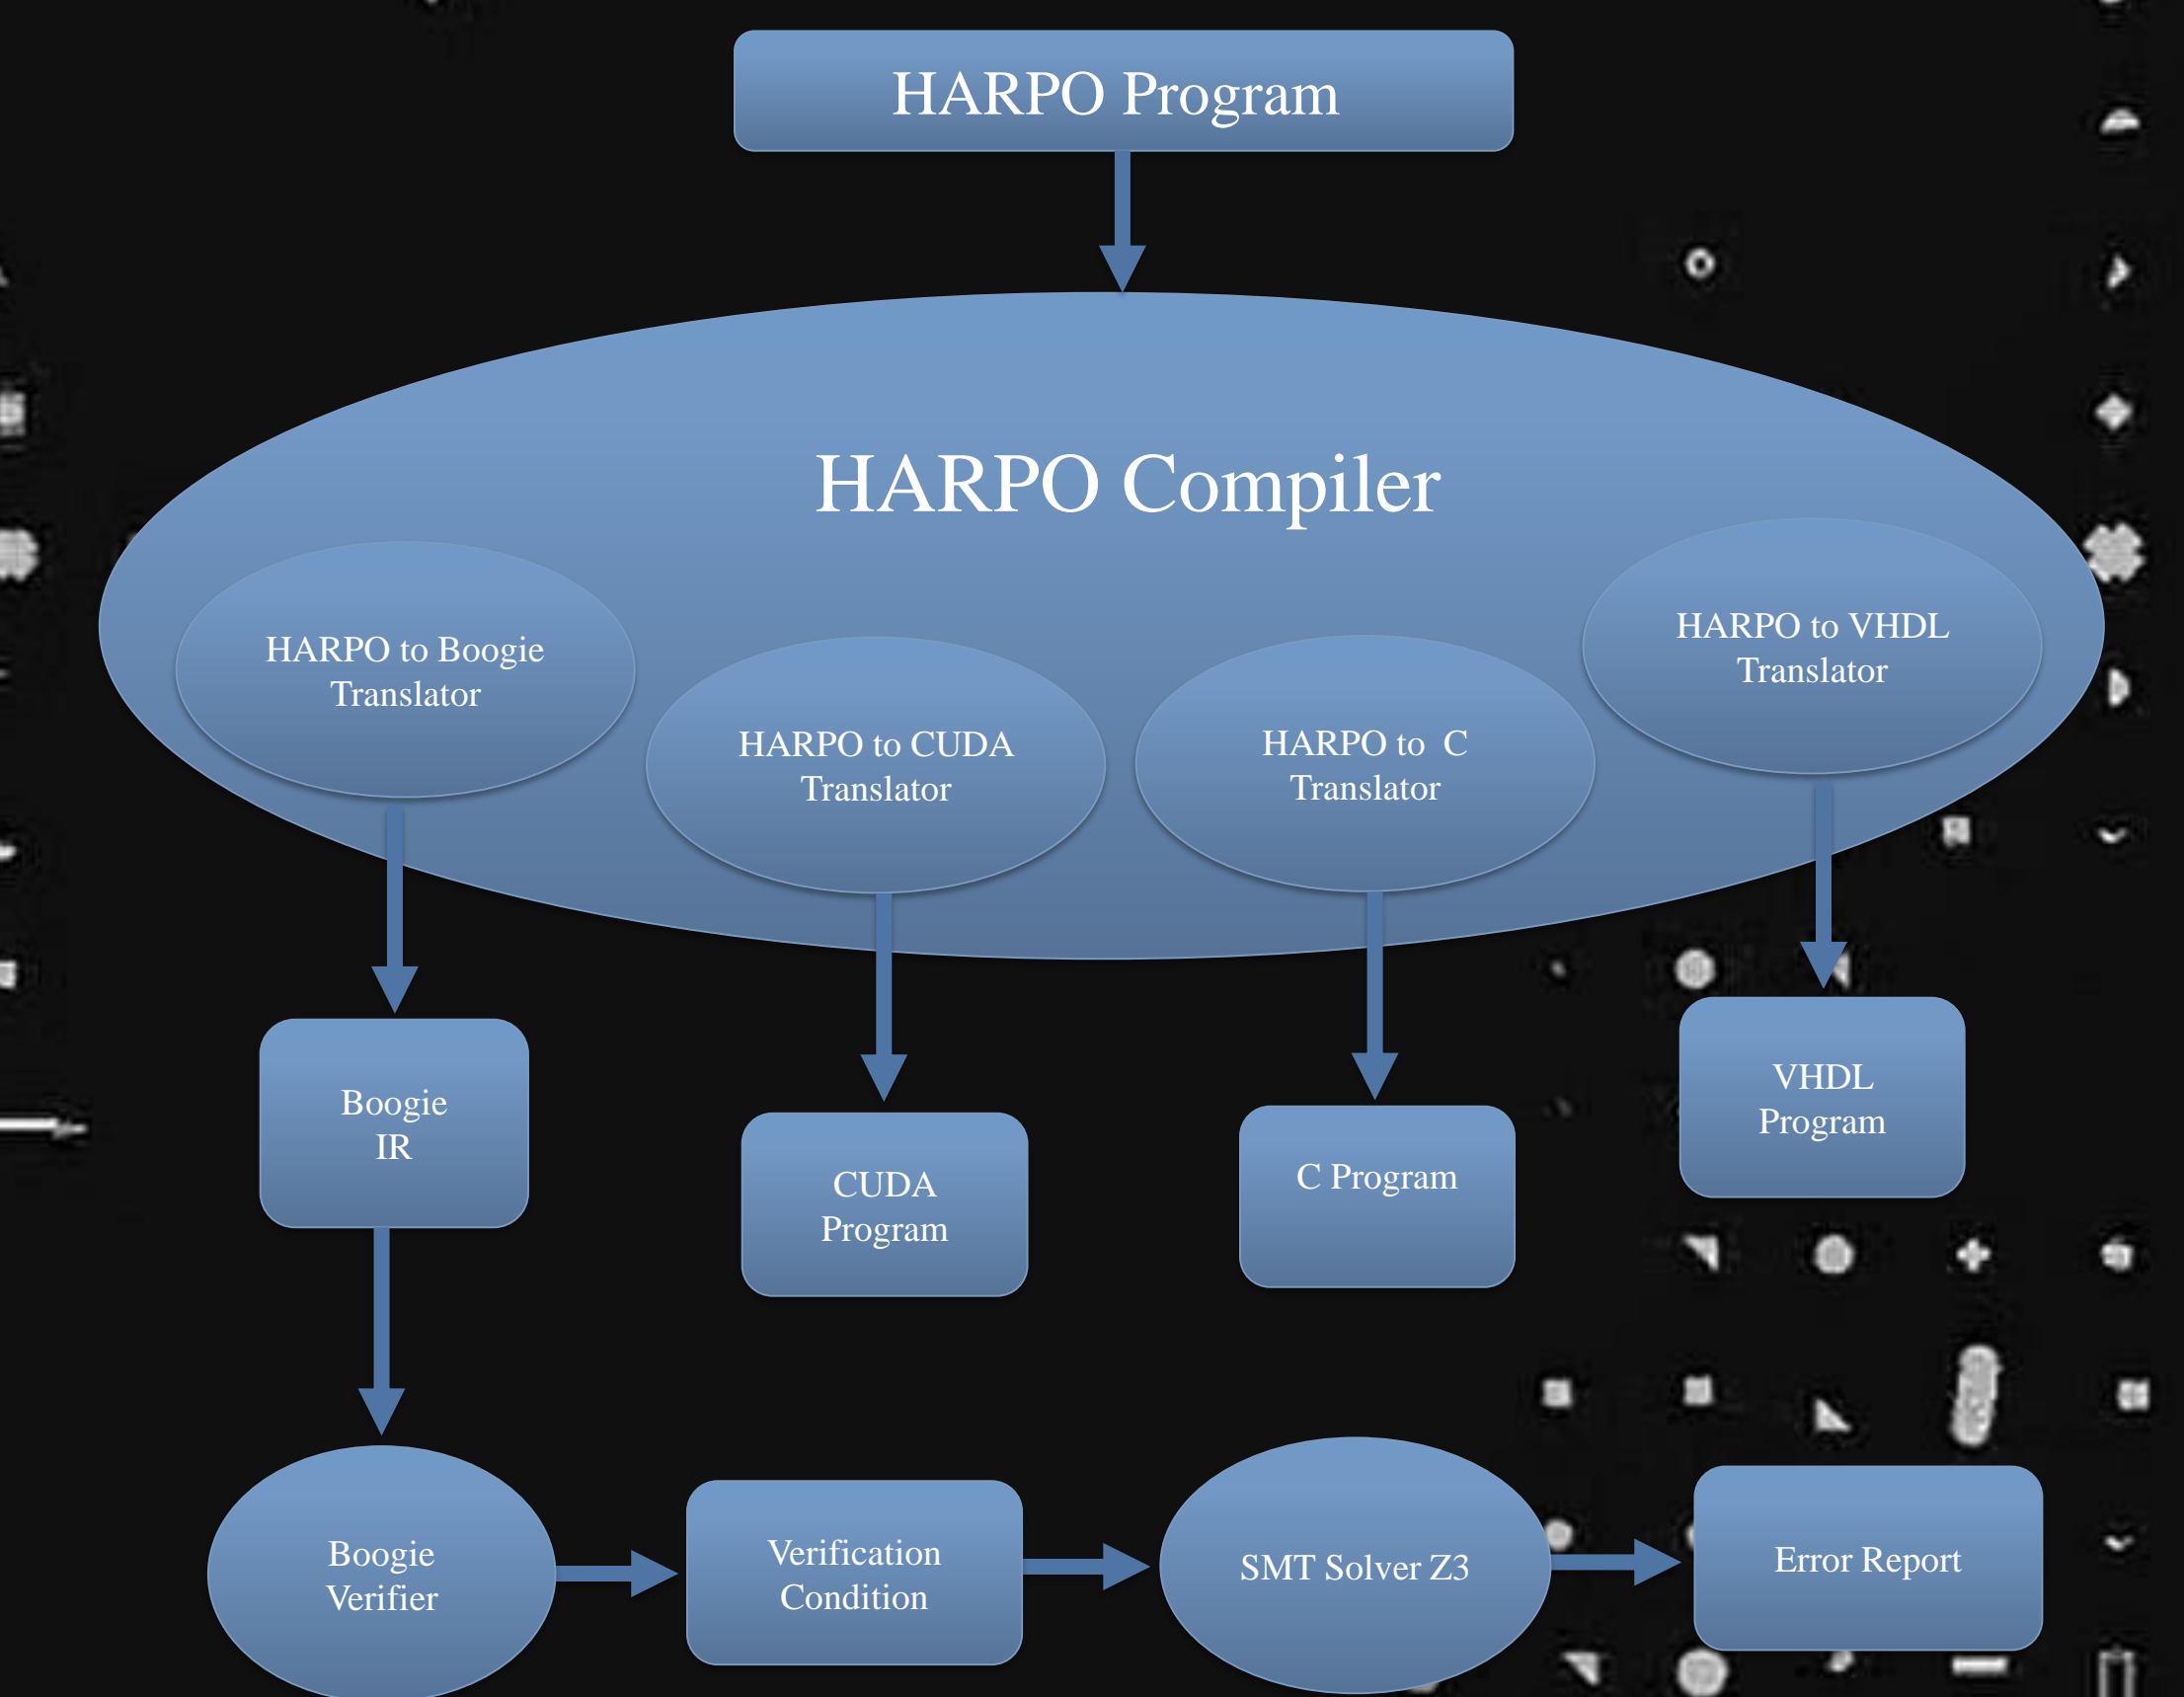 HARPO Program
HARPO Compiler
HARPO to Boogie
Translator
HARPO to CUDA
Translator
HARPO to  C
Translator
HARPO to VHDL
Translator
Boogie
IR
CUDA
Program
C Program
VHDL
Program
Boogie
Verifier
Verification
Condition
SMT Solver Z3
Error Report